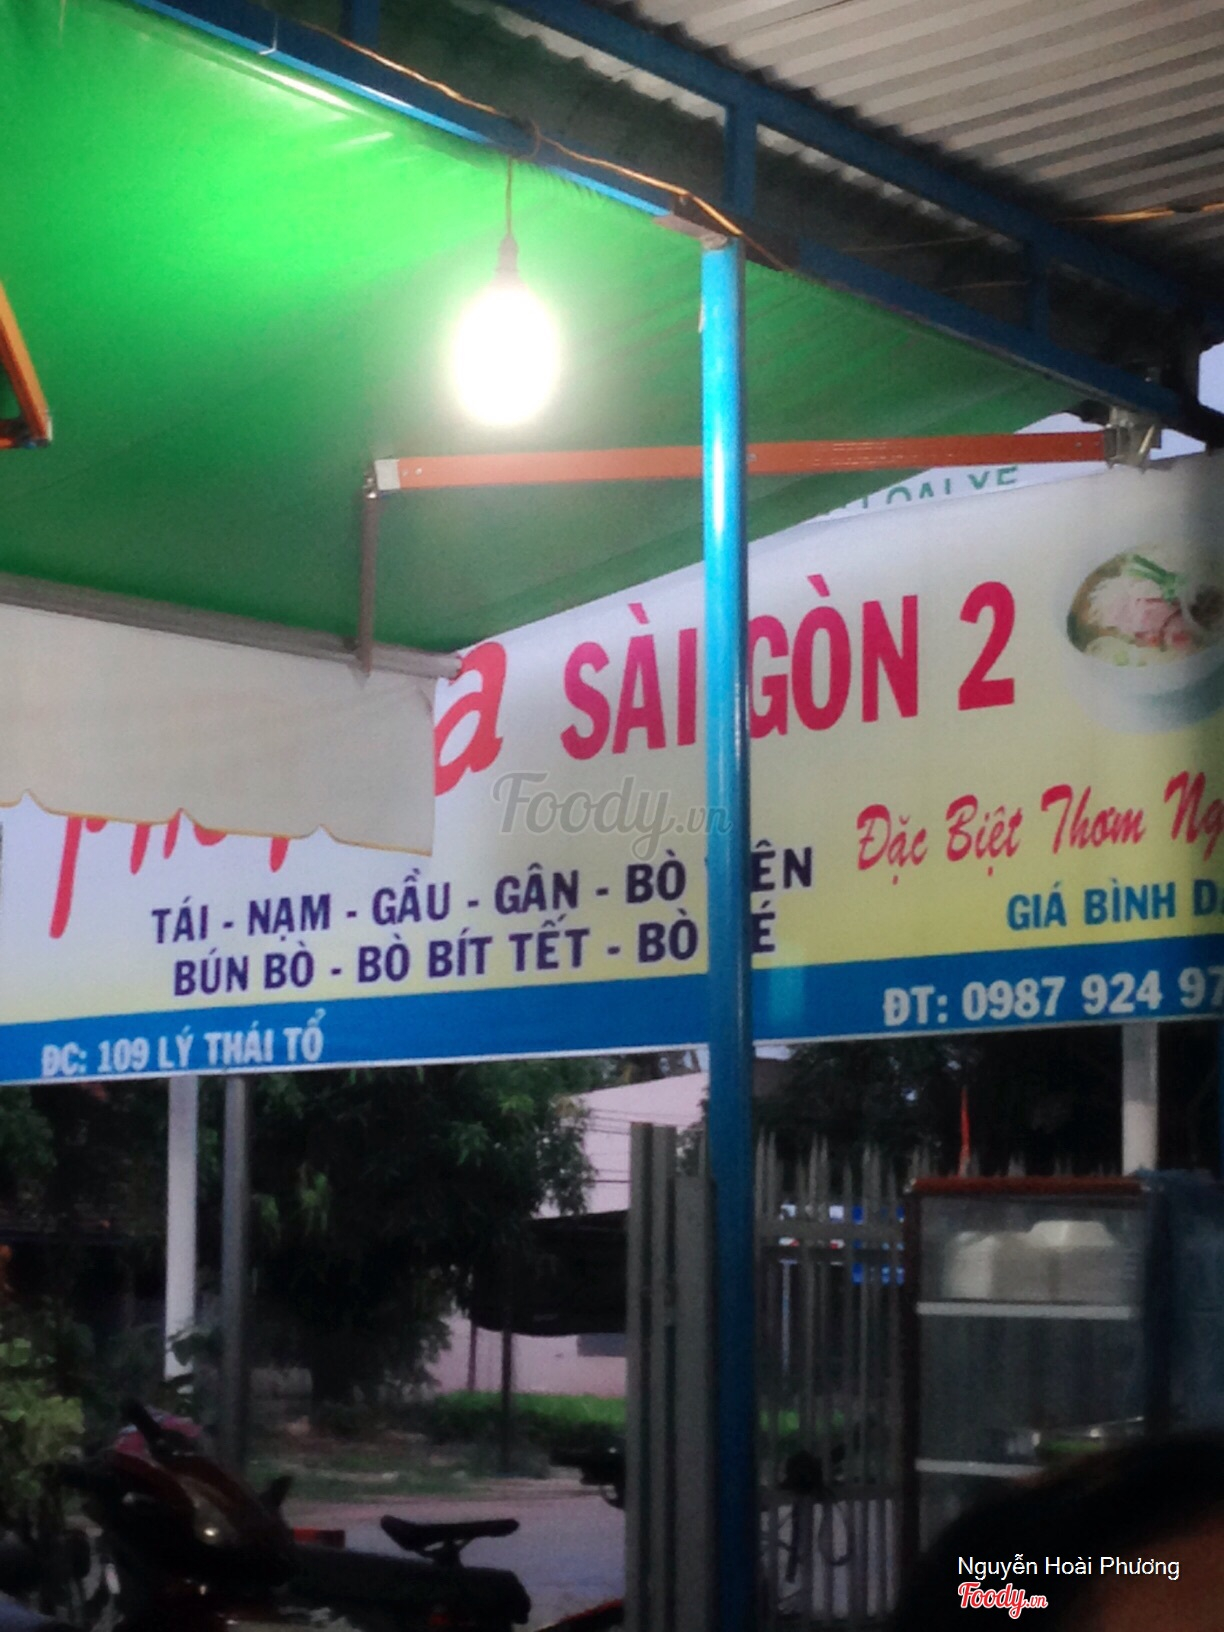 SÀI GÒN 2
Đặc Biệt Thơm
TÁI - NẠM - GẦU - GÂN - BÒ
BÚN BÒ - BÒ BÍT TẾT - BÒ
GIÁ BÌNH
ĐT: 0987 924 97
ĐC: 109 LÝ THÁI TỔ
Foody.vn
Nguyễn Hoài Phương
Foody.vn